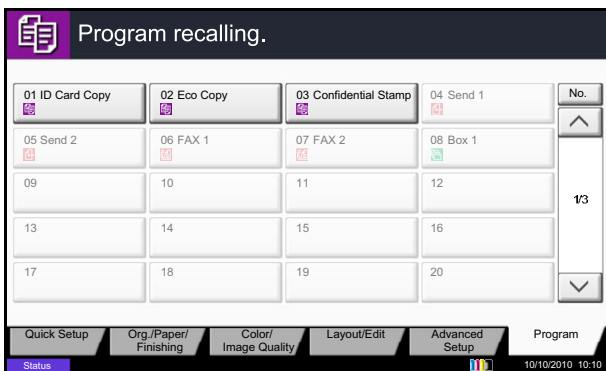 Program recalling.
01 ID Card Copy
02 Eco Copy
03 Confidential Stamp
04 Send 1
No.
05 Send 2
06 FAX 1
07 FAX 2
08 Box 1
09
10
11
12
1/3
13
14
15
16
17
18
19
20
Quick Setup
Org./Paper/
Finishing
Color/
Image Quality
Layout/Edit
Advanced
Setup
Program
Status
10/10/2010 10:10